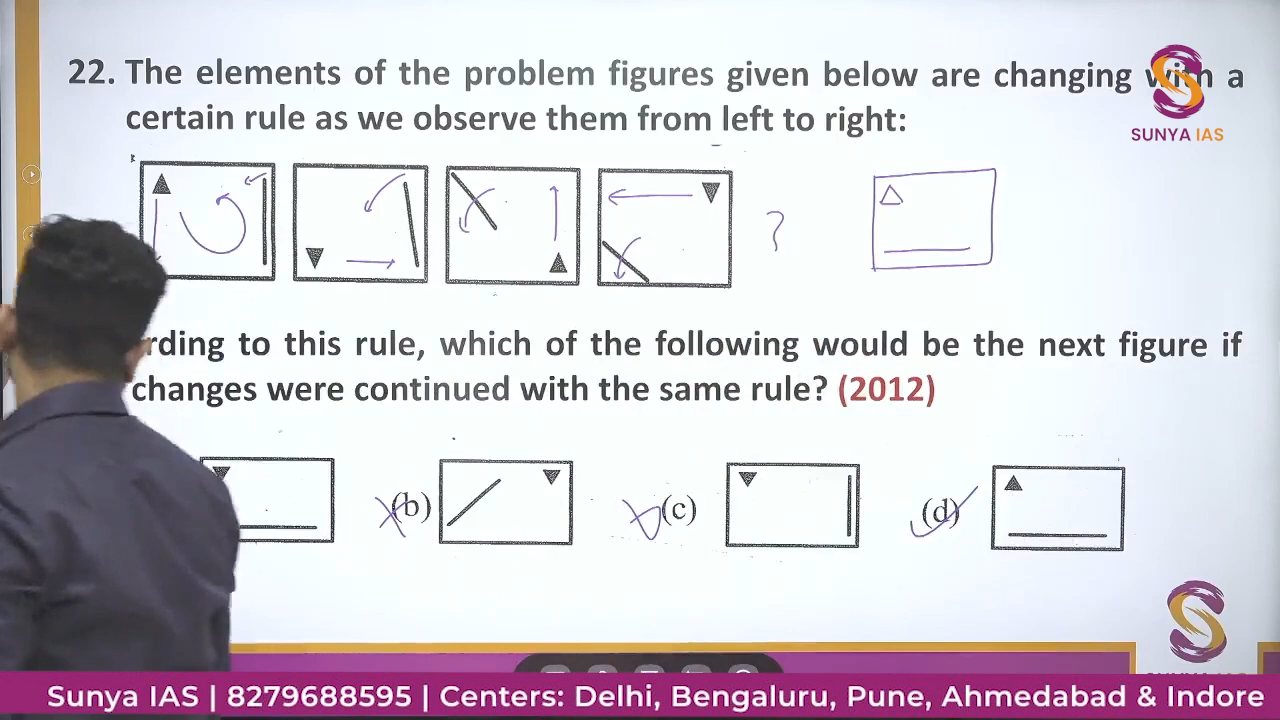 22. The elements of the problem figures given below are changing with a
SUNYA IAS
certain rule as we observe them from left to right:
?
rding to this rule, which of the following would be the next figure if
changes were continued with the same rule? (2012)
(b)
(c)
(d)
Sunya IAS | 8279688595 | Centers: Delhi, Bengaluru, Pune, Ahmedabad & Indore